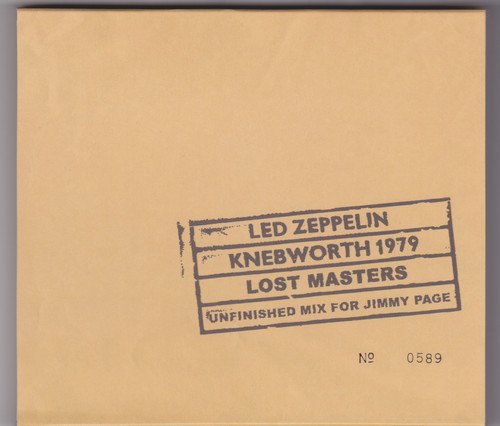 LED ZEPPELIN
KNEBWORTH 1979
LOST MASTERS
UNFINISHED MIX FOR JIMMY PAGE
Nº 0589